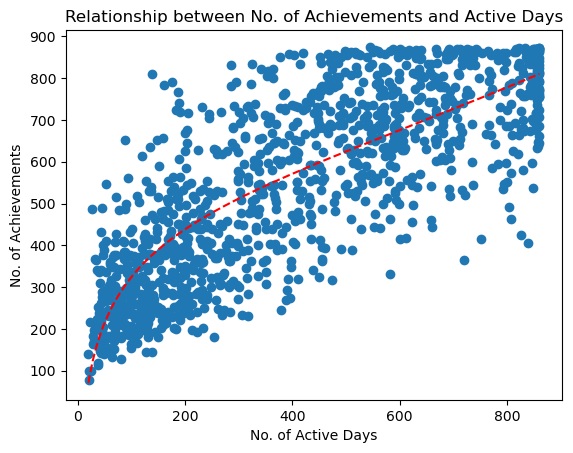 Relationship between No. of Achievements and Active Days
900
800
700
600
500
400
300
200
100
No. of Achievements
0 200 400 600 800
No. of Active Days